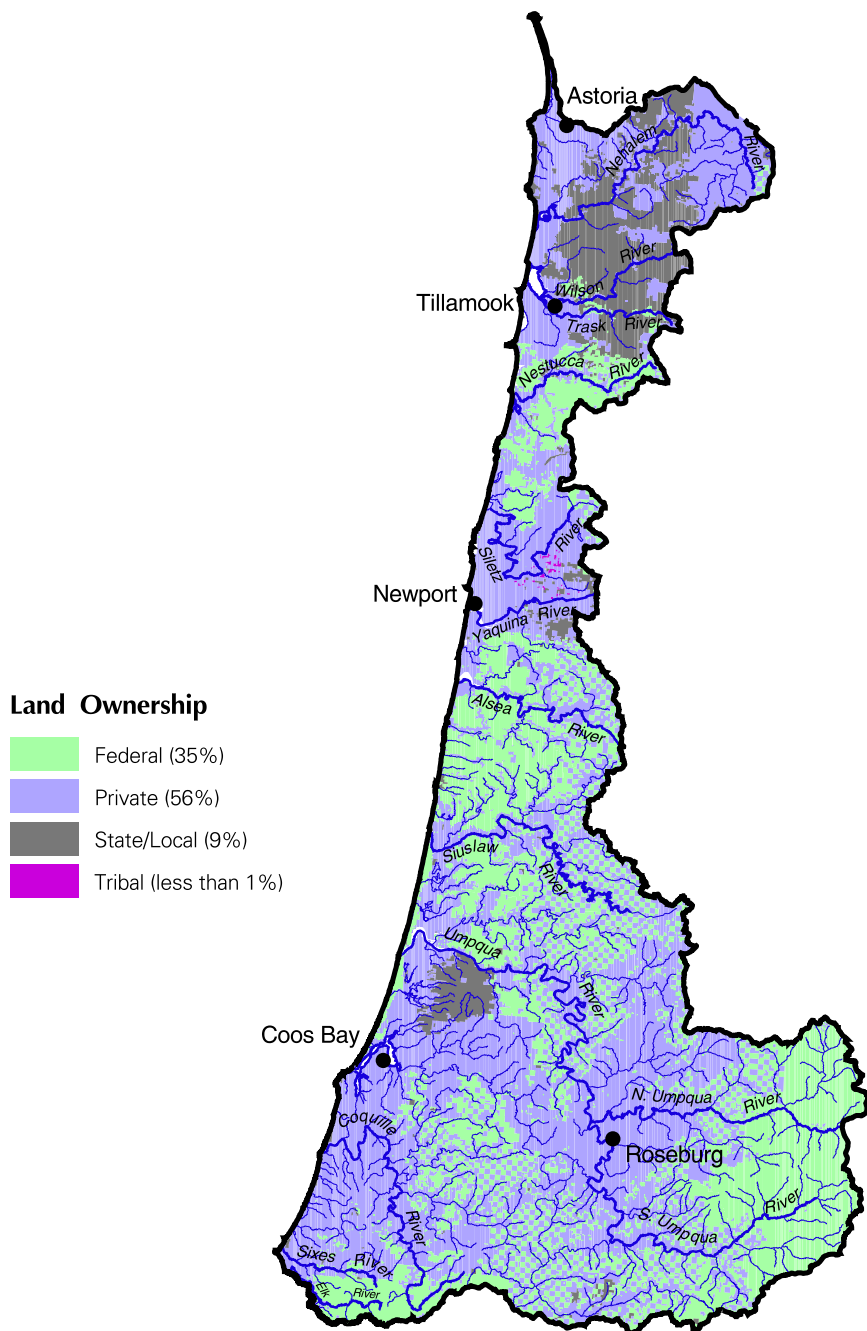 Astoria
Nehalem
River
River
Wilson
Tillamook
Trask River
Nestucca River
Siletz
River
Newport
Yaquina River
Land Ownership
Alsea
River
Federal (35%)
Private (56%)
State/Local (9%)
Siuslaw
River
Tribal (less than 1%)
Umpqua
River
Coos Bay
N. Umpqua River
Coquille
River
Roseburg
S. Umpqua River
Sixes River
Elk River